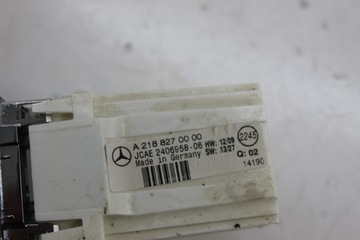 A 218 827 00 00
JCAE 2406958-06 HW: 12/09
Made in Germany SW: 13/27
2245
Q: 02
14190